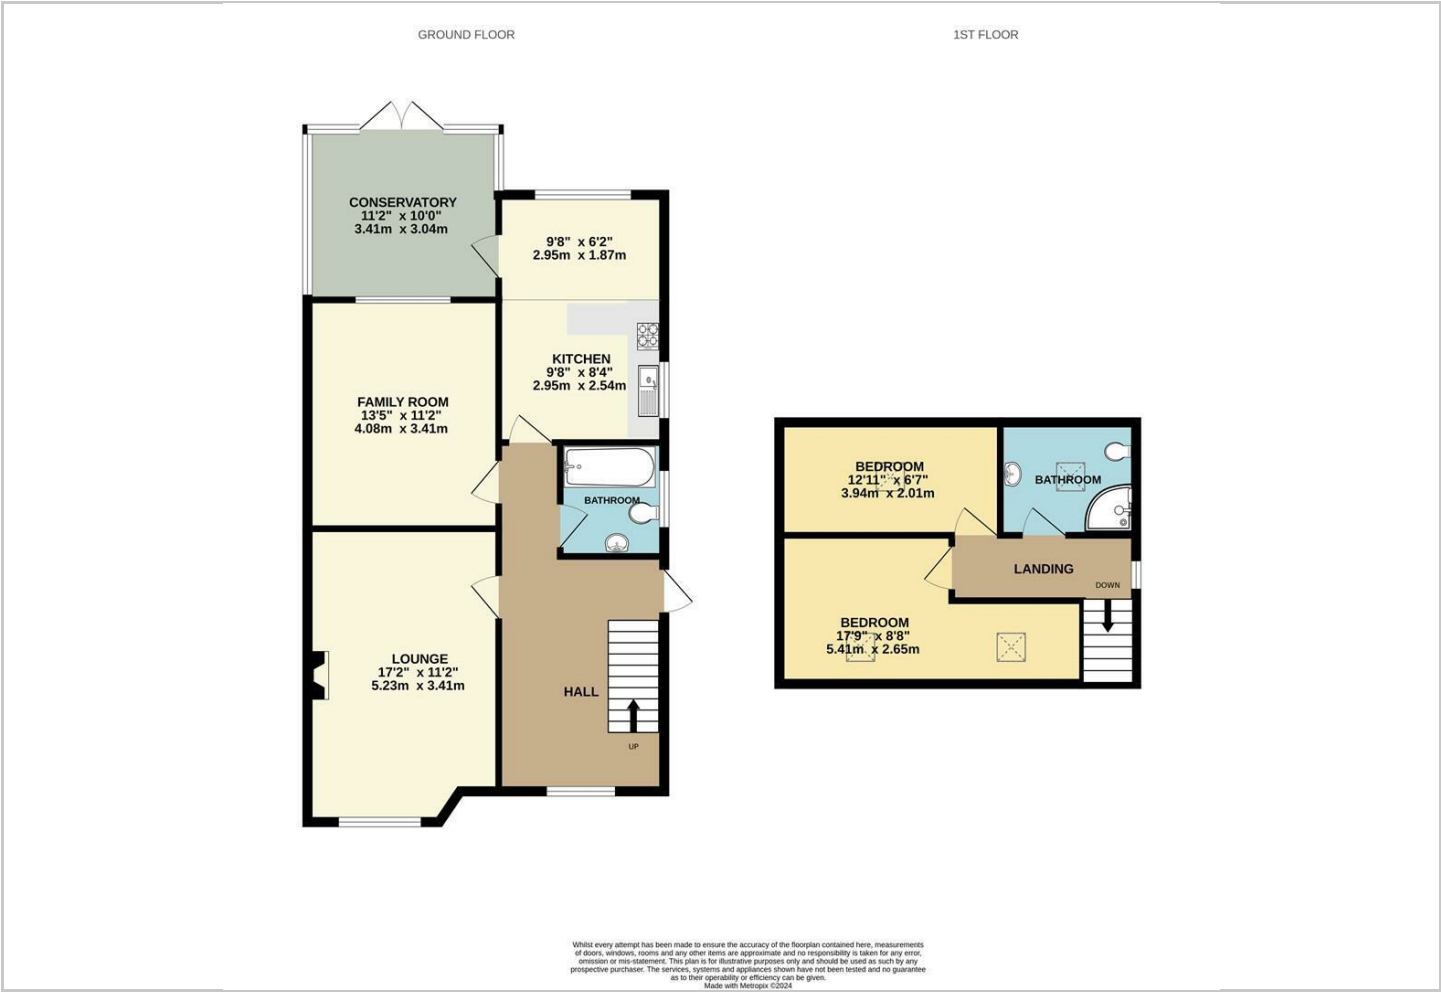 GROUND FLOOR
1ST FLOOR
CONSERVATORY
11'2" x 10'0"
3.41m x 3.04m
9'8" x 6'2"
2.95m x 1.87m
KITCHEN
9'8" x 8'4"
2.95m x 2.54m
FAMILY ROOM
13'5" x 11'2"
4.08m x 3.41m
BATHROOM
LOUNGE
17'2" x 11'2"
5.23m x 3.41m
HALL
UP
BEDROOM
12'11" x 6'7"
3.94m x 2.01m
BATHROOM
LANDING
DOWN
BEDROOM
17'9" x 8'8"
5.41m x 2.65m
Whilst every attempt has been made to ensure the accuracy of the floorplan contained here, measurements
of doors, windows, rooms and any other items are approximate and no responsibility is taken for any error,
omission or mis-statement. This plan is for illustrative purposes only and should be used as such by any
prospective purchaser. The services, systems and appliances shown have not been tested and no guarantee
as to their operability or efficiency can be given.
Made with Metropix ©2024